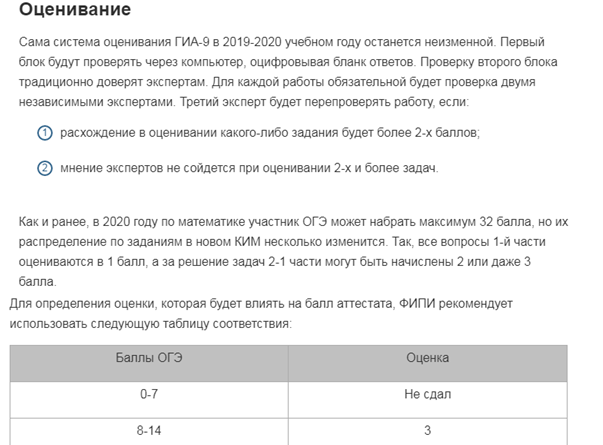 Оценивание
Сама система оценивания ГИА-9 в 2019-2020 учебном году останется неизменной. Первый
блок будут проверять через компьютер, оцифровывая бланк ответов. Проверку второго блока
традиционно доверят экспертам. Для каждой работы обязательной будет проверка двумя
независимыми экспертами. Третий эксперт будет перепроверять работу, если:
1 расхождение в оценивании какого-либо задания будет более 2-х баллов;
2 мнение экспертов не сойдется при оценивании 2-х и более задач.
Как и ранее, в 2020 году по математике участник ОГЭ может набрать максимум 32 балла, но их
распределение по заданиям в новом КИМ несколько изменится. Так, все вопросы 1-й части
оцениваются в 1 балл, а за решение задач 2-1 части могут быть начислены 2 или даже 3
балла.
Для определения оценки, которая будет влиять на балл аттестата, ФИПИ рекомендует
использовать следующую таблицу соответствия:
Баллы ОГЭ Оценка
0-7 Не сдал
8-14 3